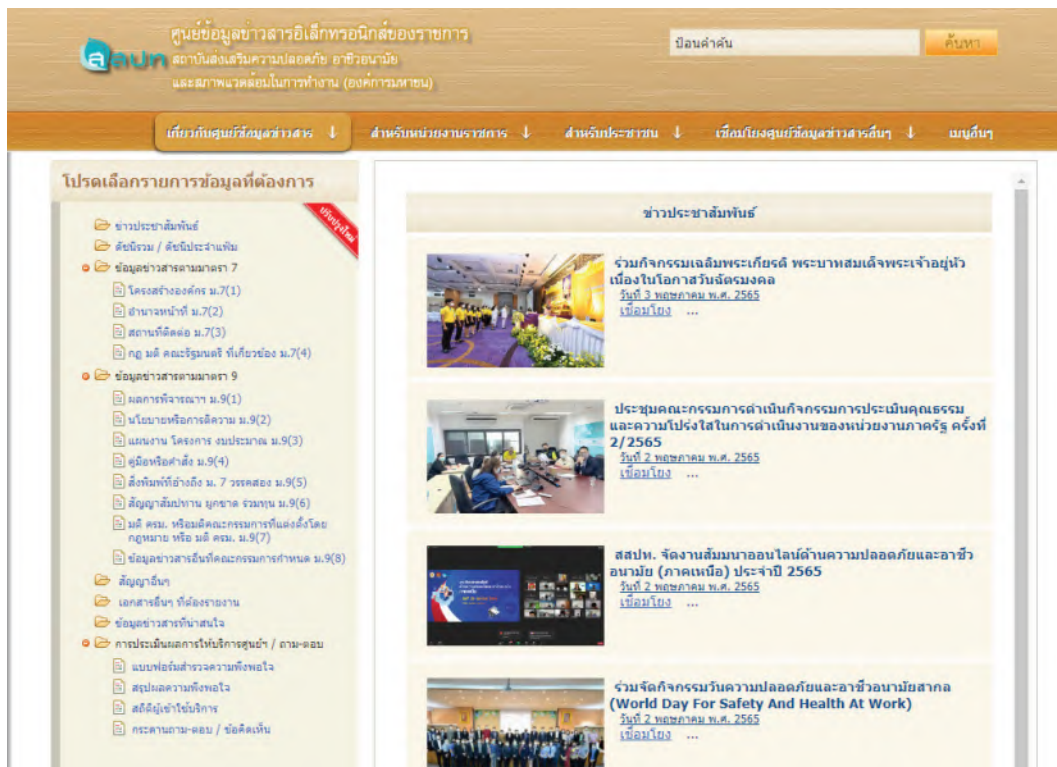 ศูนย์ข้อมูลข่าวสารอิเล็กทรอนิกส์ของราชการ
สสปท สถาบันส่งเสริมความปลอดภัย อาชีวอนามัย
และสภาพแวดล้อมในการทำงาน (องค์การมหาชน)
ป้อนคำค้น
ค้นหา
เกี่ยวกับศูนย์ข้อมูลข่าวสาร ↓ สำหรับหน่วยงานราชการ ↓ สำหรับประชาชน ↓ เชื่อมโยงศูนย์ข้อมูลข่าวสารอื่นๆ ↓ เมนูอื่นๆ
โปรดเลือกรายการข้อมูลที่ต้องการ
ปรับปรุงใหม่
ข่าวประชาสัมพันธ์
ดัชนีรวม / ดัชนีประจำแฟ้ม
ข้อมูลข่าวสารตามมาตรา 7
โครงสร้างองค์กร ม.7(1)
อำนาจหน้าที่ ม.7(2)
สถานที่ติดต่อ ม.7(3)
กฎ มติ คณะรัฐมนตรี ที่เกี่ยวข้อง ม.7(4)
ข้อมูลข่าวสารตามมาตรา 9
ผลการพิจารณาฯ ม.9(1)
นโยบายหรือการตีความ ม.9(2)
แผนงาน โครงการ งบประมาณ ม.9(3)
คู่มือหรือคำสั่ง ม.9(4)
สิ่งพิมพ์ที่อ้างถึง ม. 7 วรรคสอง ม.9(5)
สัญญาสัมปทาน ผูกขาด ร่วมทุน ม.9(6)
มติ ครม. หรือมติคณะกรรมการที่แต่งตั้งโดย
กฎหมาย หรือ มติ ครม. ม.9(7)
ข้อมูลข่าวสารอื่นที่คณะกรรมการกำหนด ม.9(8)
สัญญาอื่นๆ
เอกสารอื่นๆ ที่ต้องรายงาน
ข้อมูลข่าวสารที่น่าสนใจ
การประเมินผลการให้บริการศูนย์ฯ / ถาม-ตอบ
แบบฟอร์มสำรวจความพึงพอใจ
สรุปผลความพึงพอใจ
สถิติผู้เข้าใช้บริการ
กระดานถาม-ตอบ / ข้อคิดเห็น
ข่าวประชาสัมพันธ์
ร่วมกิจกรรมเฉลิมพระเกียรติ พระบาทสมเด็จพระเจ้าอยู่หัว
เนื่องในโอกาสวันฉัตรมงคล
วันที่ 3 พฤษภาคม พ.ศ. 2565
เชื่อมโยง ...
ประชุมคณะกรรมการดำเนินกิจกรรมการประเมินคุณธรรม
และความโปร่งใสในการดำเนินงานของหน่วยงานภาครัฐ ครั้งที่
2/2565
วันที่ 2 พฤษภาคม พ.ศ. 2565
เชื่อมโยง ...
สสปท. จัดงานสัมมนาออนไลน์ด้านความปลอดภัยและอาชีว
อนามัย (ภาคเหนือ) ประจำปี 2565
วันที่ 2 พฤษภาคม พ.ศ. 2565
เชื่อมโยง ...
ร่วมจัดกิจกรรมวันความปลอดภัยและอาชีวอนามัยสากล
(World Day For Safety And Health At Work)
วันที่ 2 พฤษภาคม พ.ศ. 2565
เชื่อมโยง ...